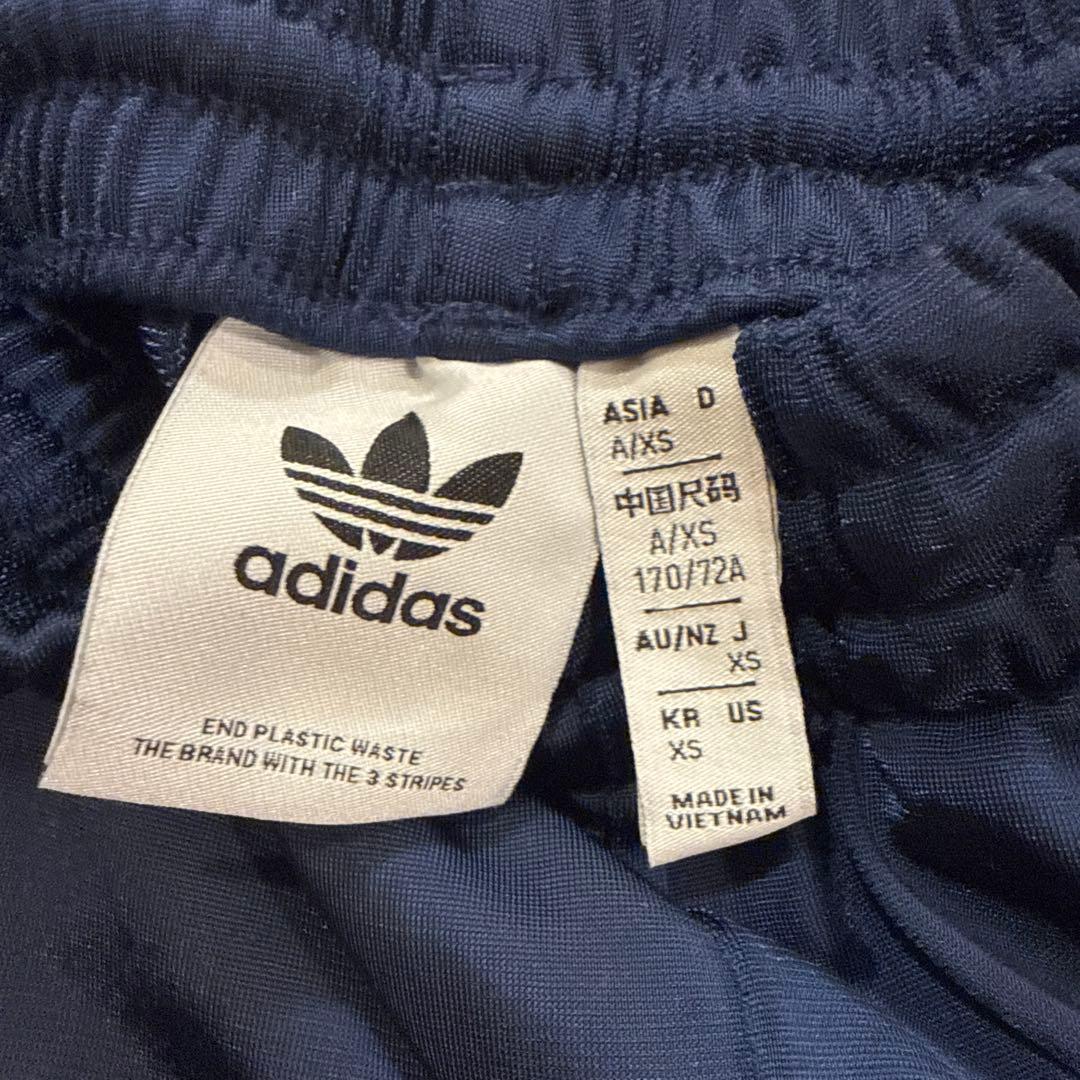 adidas
END PLASTIC WASTE
THE BRAND WITH THE 3 STRIPES
ASIA D
A/XS
中国尺码
A/XS
170/72A
AU/NZ J
XS
KR US
XS
MADE IN
VIETNAM